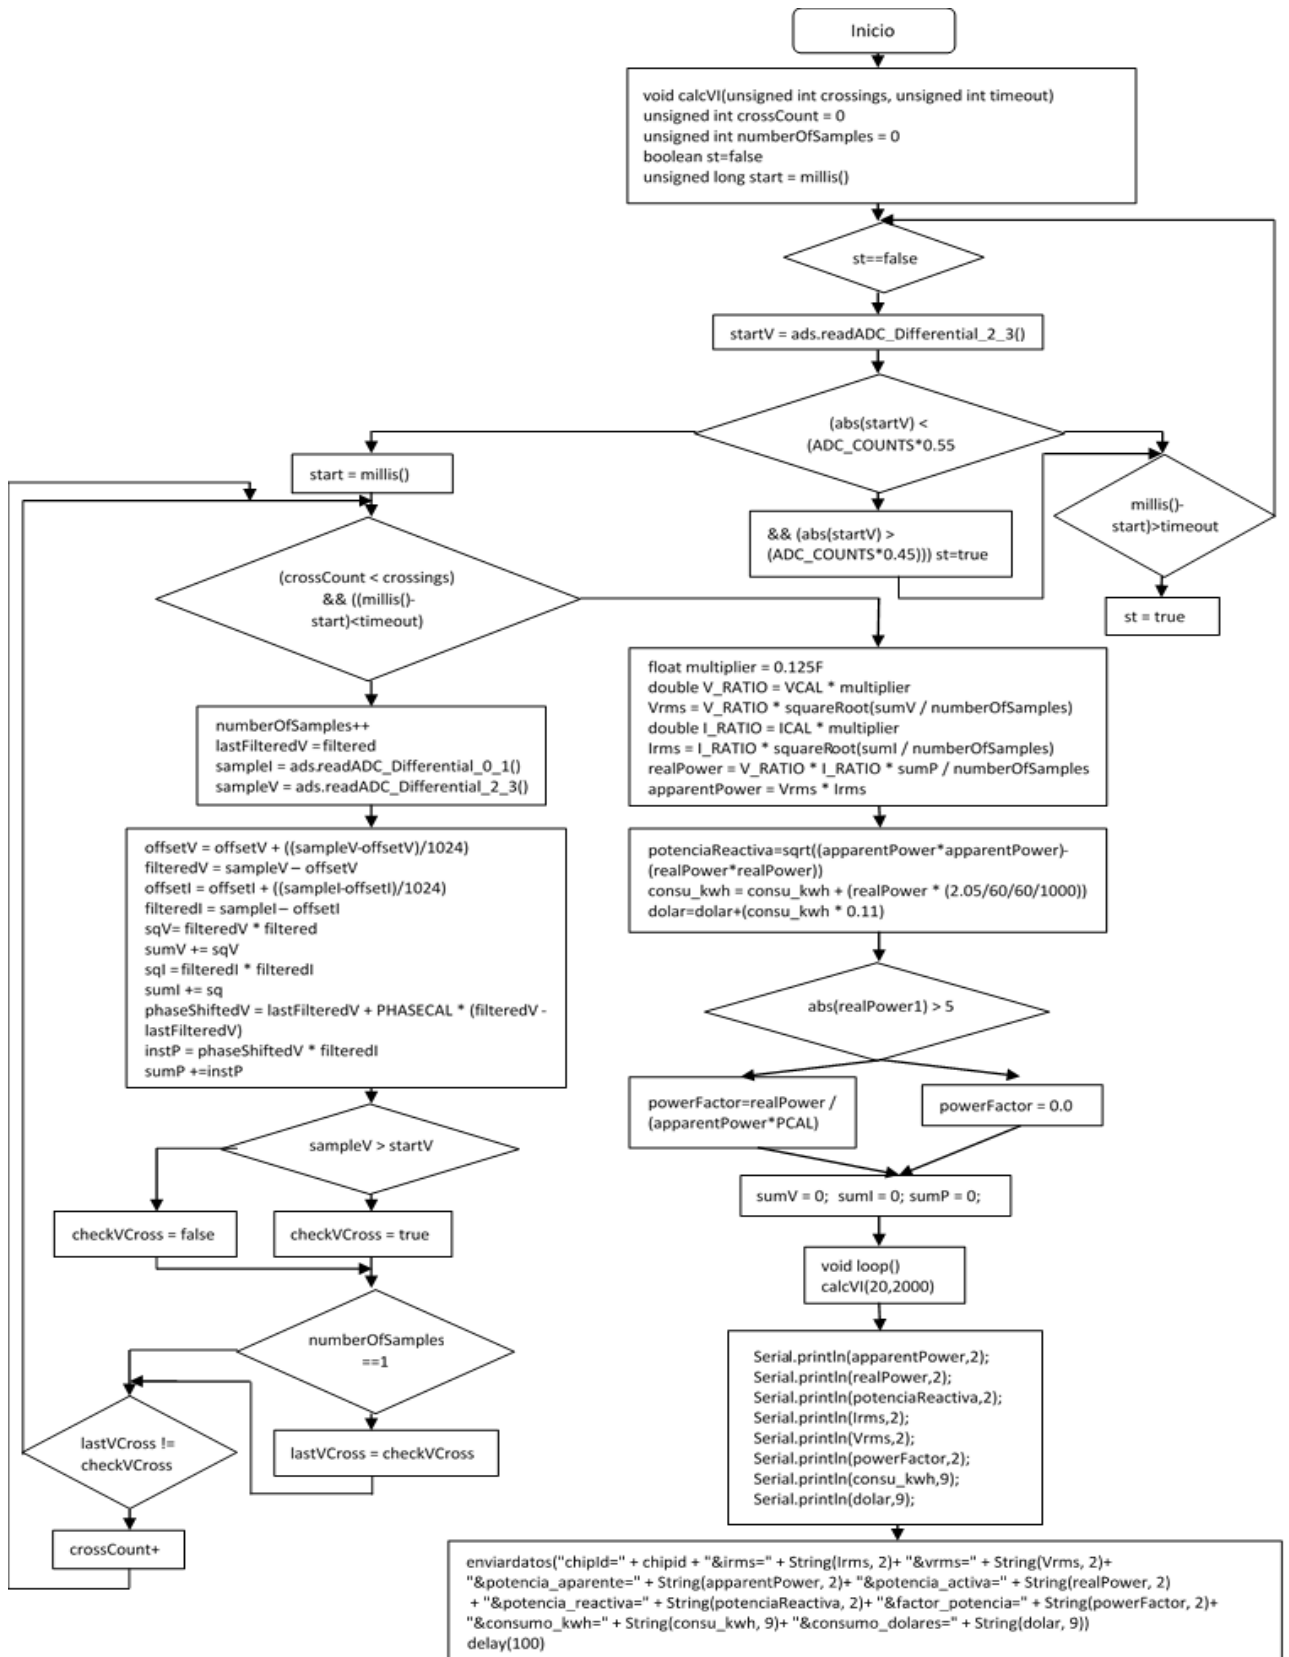 Inicio
void calcVI(unsigned int crossings, unsigned int timeout)
unsigned int crossCount = 0
unsigned int numberOfSamples = 0
boolean st=false
unsigned long start = millis()
st==false
startV = ads.readADC_Differential_2_3()
(abs(startV) <
(ADC_COUNTS*0.55
start = millis()
&& (abs(startV) >
(ADC_COUNTS*0.45))) st=true
millis()-
start)>timeout
st = true
(crossCount < crossings)
&& ((millis()-
start)<timeout)
numberOfSamples++
lastFilteredV = filtered
sampleI = ads.readADC_Differential_0_1()
sampleV = ads.readADC_Differential_2_3()
offsetV = offsetV + ((sampleV-offsetV)/1024)
filteredV = sampleV – offsetV
offsetI = offsetI + ((sampleI-offsetI)/1024)
filteredI = sampleI – offsetI
sqV= filteredV * filtered
sumV += sqV
sqI = filteredI * filteredI
sumI += sq
phaseShiftedV = lastFilteredV + PHASECAL * (filteredV -
lastFilteredV)
instP = phaseShiftedV * filteredI
sumP +=instP
sampleV > startV
checkVCross = false
checkVCross = true
numberOfSamples
==1
lastVCross = checkVCross
lastVCross !=
checkVCross
crossCount+
float multiplier = 0.125F
double V_RATIO = VCAL * multiplier
Vrms = V_RATIO * squareRoot(sumV / numberOfSamples)
double I_RATIO = ICAL * multiplier
Irms = I_RATIO * squareRoot(sumI / numberOfSamples)
realPower = V_RATIO * I_RATIO * sumP / numberOfSamples
apparentPower = Vrms * Irms
potenciaReactiva=sqrt((apparentPower*apparentPower)-
(realPower*realPower))
consu_kwh = consu_kwh + (realPower * (2.05/60/60/1000))
dolar=dolar+(consu_kwh * 0.11)
abs(realPower1) > 5
powerFactor=realPower /
(apparentPower*PCAL)
powerFactor = 0.0
sumV = 0;  sumI = 0; sumP = 0;
void loop()
calcVI(20,2000)
Serial.println(apparentPower,2);
Serial.println(realPower,2);
Serial.println(potenciaReactiva,2);
Serial.println(Irms,2);
Serial.println(Vrms,2);
Serial.println(powerFactor,2);
Serial.println(consu_kwh,9);
Serial.println(dolar,9);
enviardatos("chipId=" + chipid + "&irms=" + String(Irms, 2)+ "&vrms=" + String(Vrms, 2)+
"&potencia_aparente=" + String(apparentPower, 2)+ "&potencia_activa=" + String(realPower, 2)
+ "&potencia_reactiva=" + String(potenciaReactiva, 2)+ "&factor_potencia=" + String(powerFactor, 2)+
"&consumo_kwh=" + String(consu_kwh, 9)+ "&consumo_dolares=" + String(dolar, 9))
delay(100)